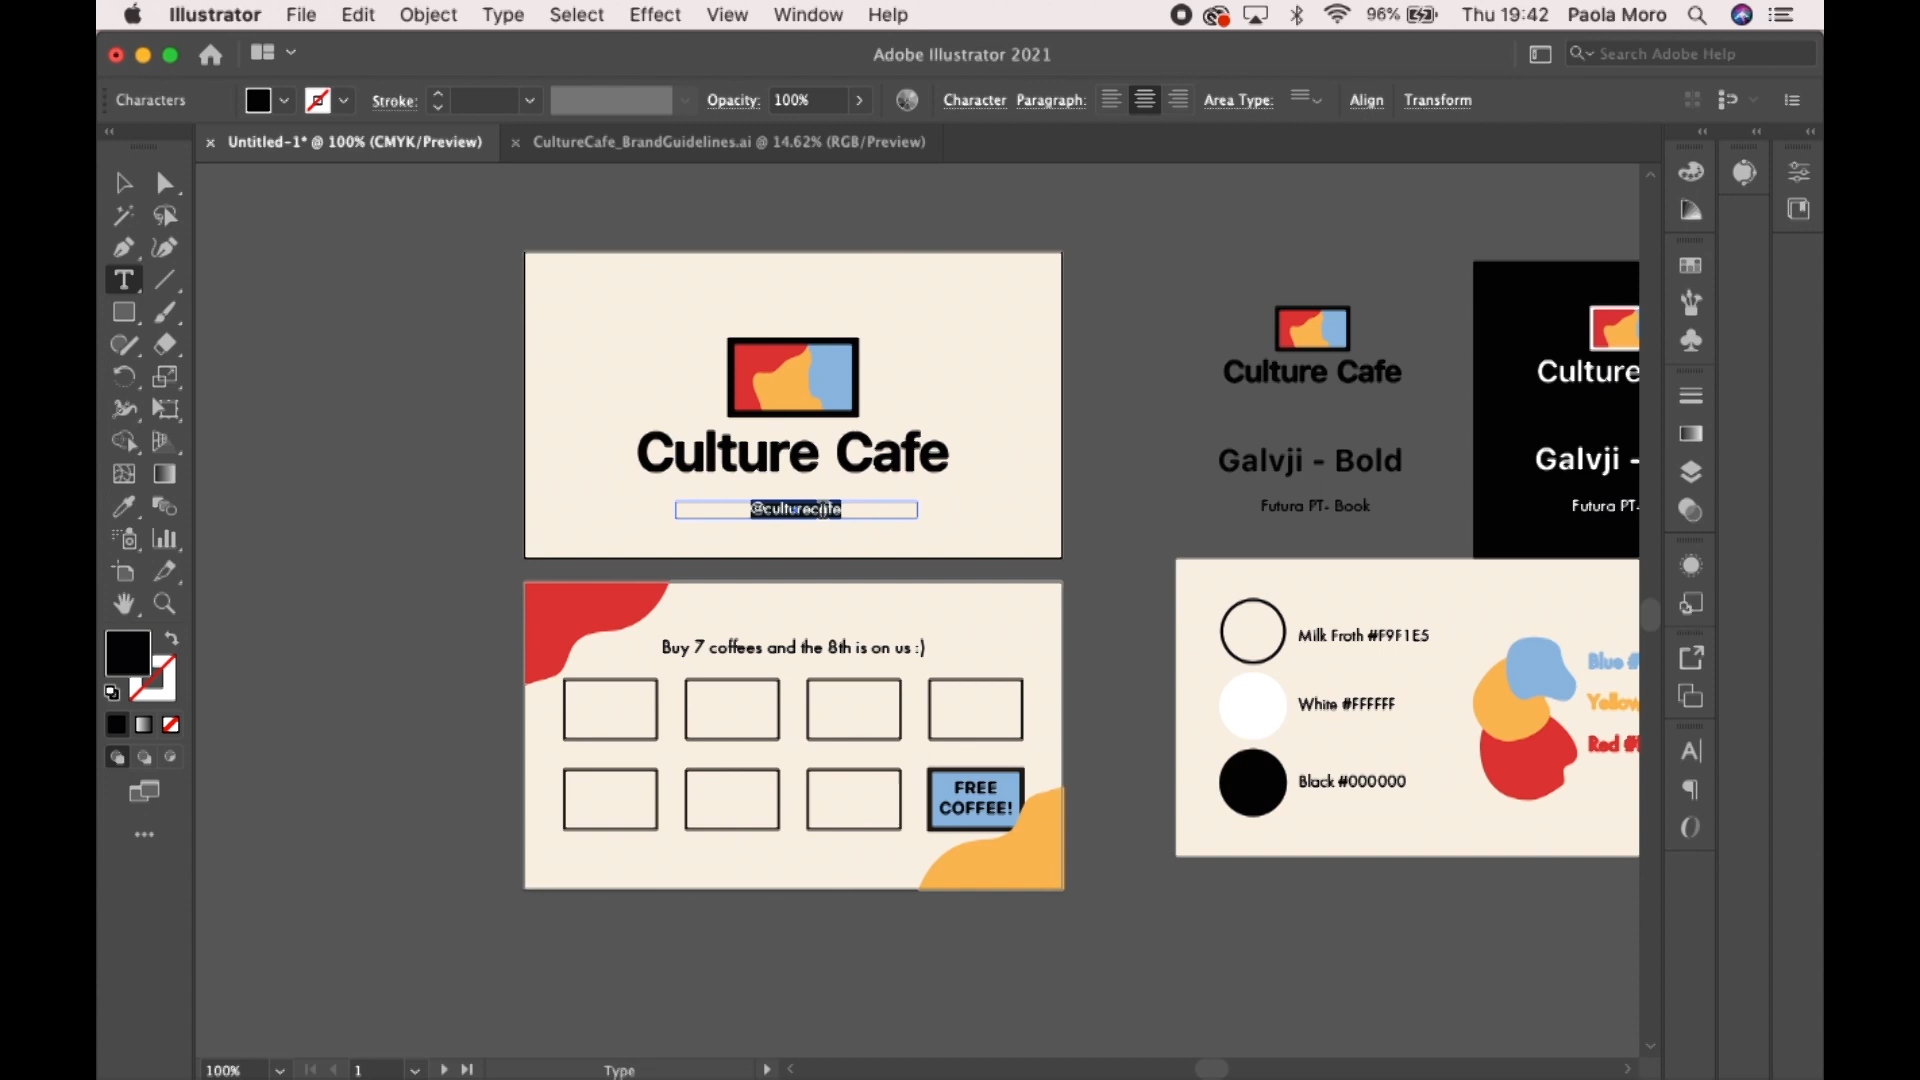 Illustrator File Edit Object Type Select Effect View Window Help 96% Thu 19:42 Paola Moro
Adobe Illustrator 2021 Search Adobe Help
Characters Stroke: Opacity: 100% Character Paragraph: Area Type: Align Transform
Untitled-1* @ 100% (CMYK/Preview) CultureCafe_BrandGuidelines.ai @ 14.62% (RGB/Preview)
Culture Cafe
@culturecafe
Buy 7 coffees and the 8th is on us :)
FREE
COFFEE!
Culture Cafe
Galvji - Bold
Futura PT- Book
Culture
Galvji -
Futura PT-
Milk Froth #F9F1E5
White #FFFFFF
Black #000000
Blue #
Yellow
Red #
100% 1 Type